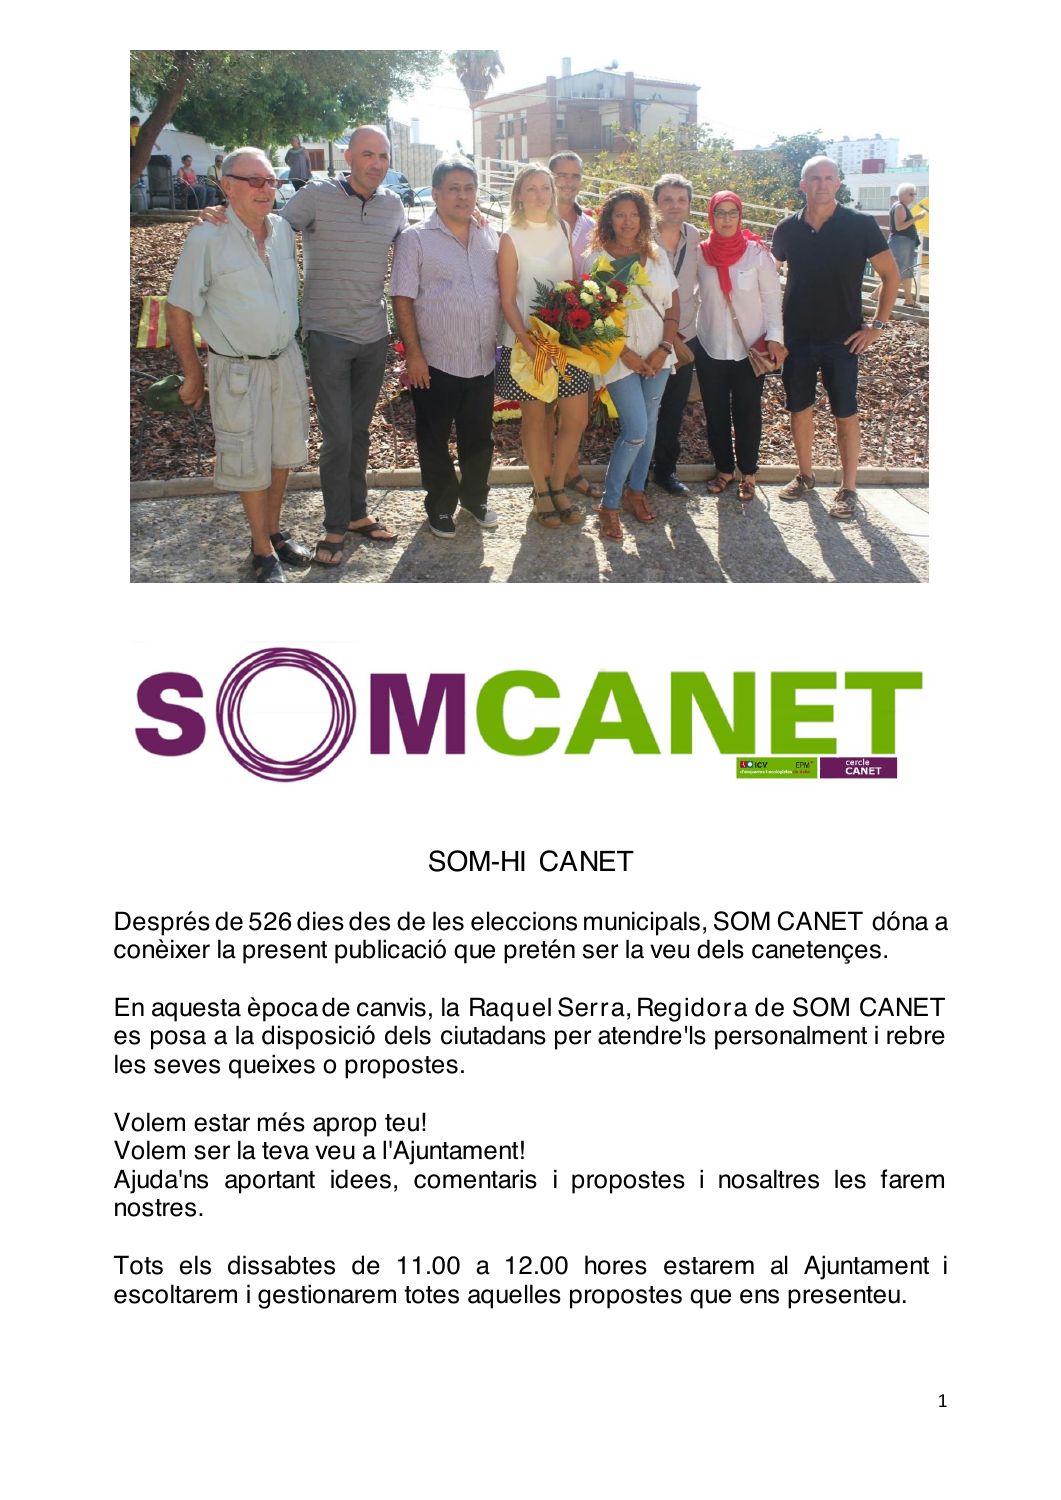 SOMCANET
ICV EPM
cercle
CANET
SOM-HI CANET
Després de 526 dies des de les eleccions municipals, SOM CANET dóna a
conèixer la present publicació que pretén ser la veu dels canetençes.
En aquesta època de canvis, la Raquel Serra, Regidora de SOM CANET
es posa a la disposició dels ciutadans per atendre'ls personalment i rebre
les seves queixes o propostes.
Volem estar més aprop teu!
Volem ser la teva veu a l'Ajuntament!
Ajuda'ns aportant idees, comentaris i propostes i nosaltres les farem
nostres.
Tots els dissabtes de 11.00 a 12.00 hores estarem al Ajuntament i
escoltarem i gestionarem totes aquelles propostes que ens presenteu.
1